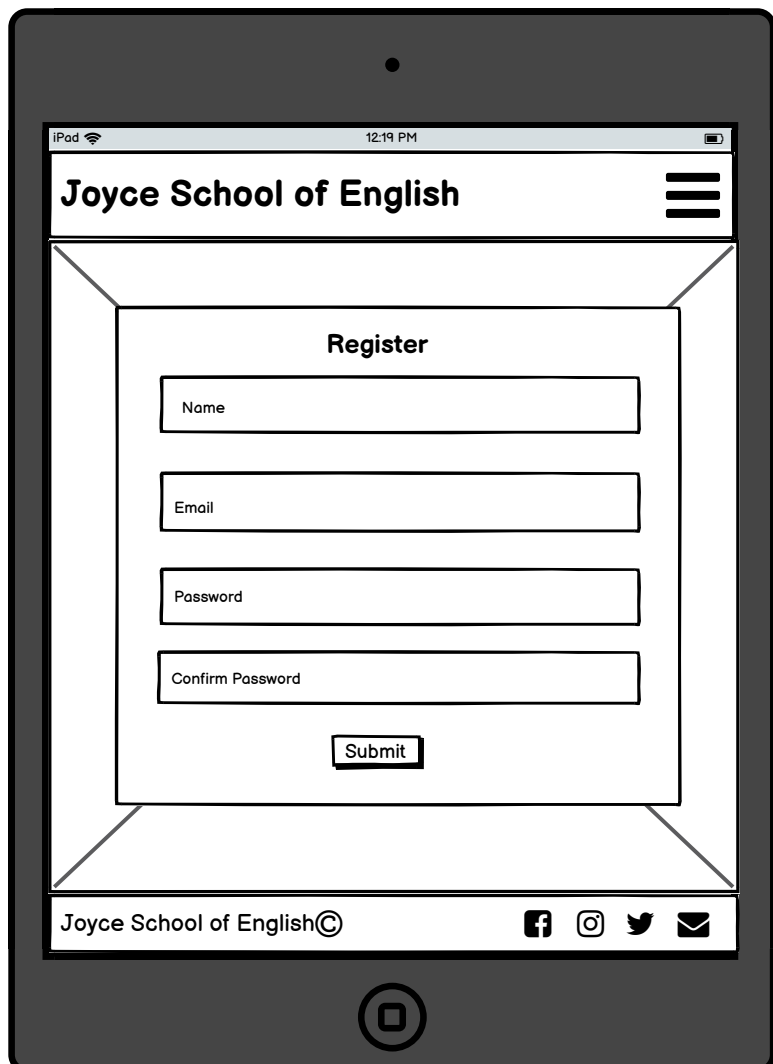 iPad 12:19 PM
Joyce School of English
Register
Name
Email
Password
Confirm Password
Submit
Joyce School of English©